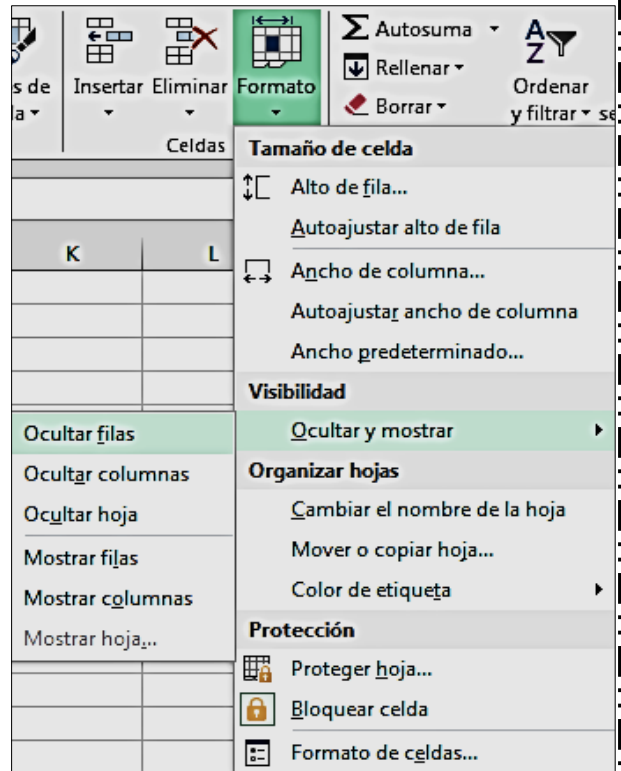 Autosuma
Rellenar
Borrar
s de
la
Insertar
Eliminar
Formato
Ordenar
y filtrar
se
Celdas
Tamaño de celda
Alto de fila...
Autoajustar alto de fila
Ancho de columna...
Autoajustar ancho de columna
Ancho predeterminado...
Visibilidad
Ocultar y mostrar
Organizar hojas
Cambiar el nombre de la hoja
Mover o copiar hoja...
Color de etiqueta
Protección
Proteger hoja...
Bloquear celda
Formato de celdas...
K
L
Ocultar filas
Ocultar columnas
Ocultar hoja
Mostrar filas
Mostrar columnas
Mostrar hoja...